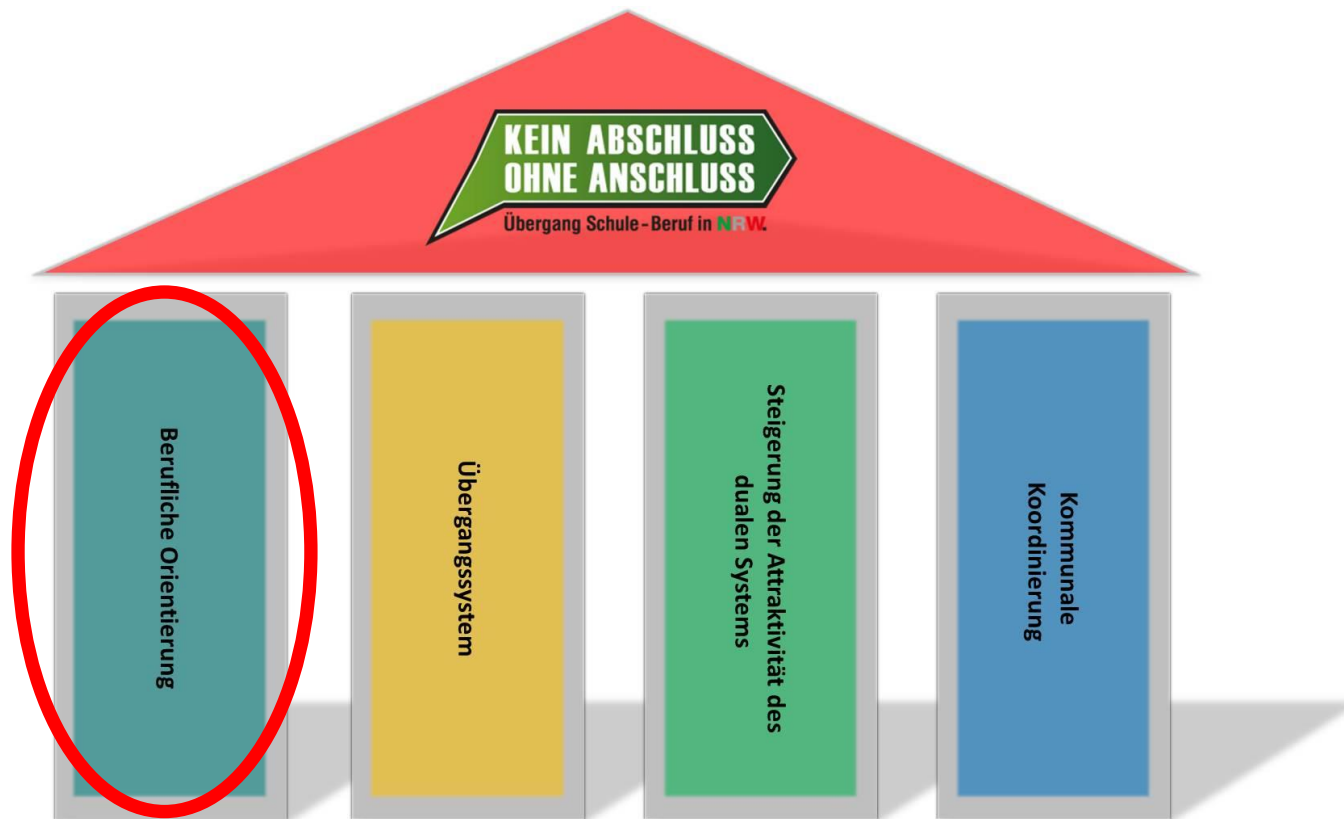 KEIN ABSCHLUSS
OHNE ANSCHLUSS
Übergang Schule-Beruf in NRW.
Berufliche Orientierung
Übergangssystem
Steigerung der Attraktivität des
dualen Systems
Kommunale
Koordinierung